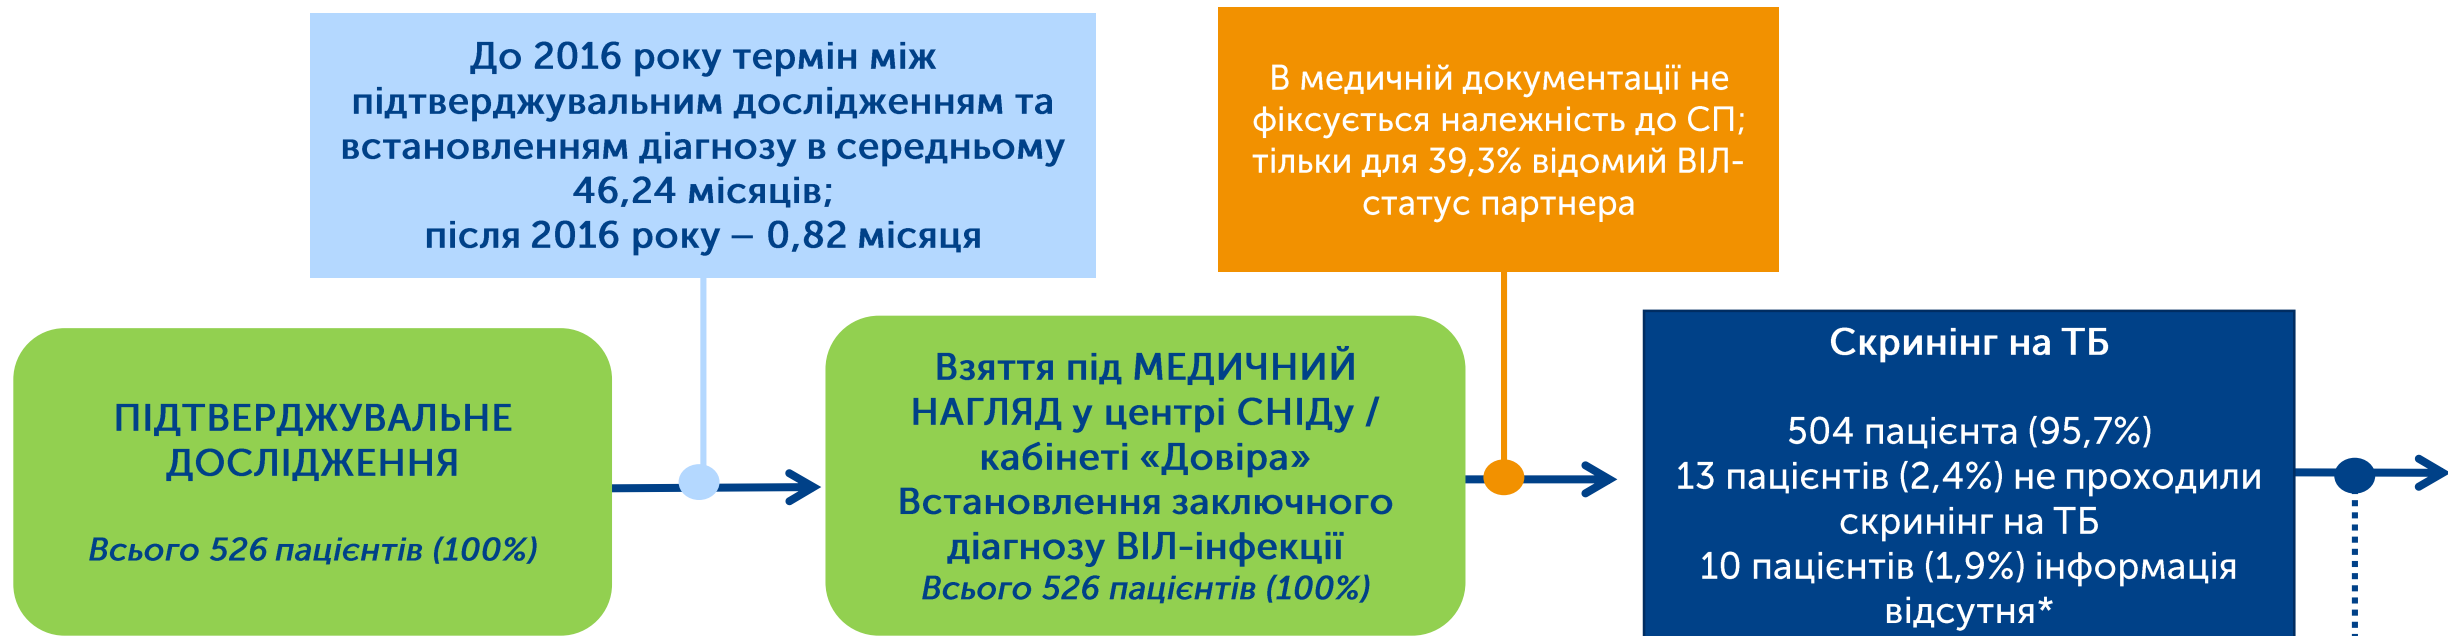 До 2016 року термін між
підтверджувальним дослідженням та
встановленням діагнозу в середньому
46,24 місяців;
після 2016 року – 0,82 місяця
В медичній документації не
фіксується належність до СП;
тільки для 39,3% відомий ВІЛ-
статус партнера
ПІДТВЕРДЖУВАЛЬНЕ
ДОСЛІДЖЕННЯ
Всього 526 пацієнтів (100%)
Взяття під МЕДИЧНИЙ
НАГЛЯД у центрі СНІДу /
кабінеті «Довіра»
Встановлення заключного
діагнозу ВІЛ-інфекції
Всього 526 пацієнтів (100%)
Скринінг на ТБ
504 пацієнта (95,7%)
13 пацієнтів (2,4%) не проходили
скринінг на ТБ
10 пацієнтів (1,9%) інформація
відсутня*